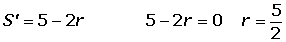 S′ = 5 − 2r    5 − 2r = 0    r = 5/2